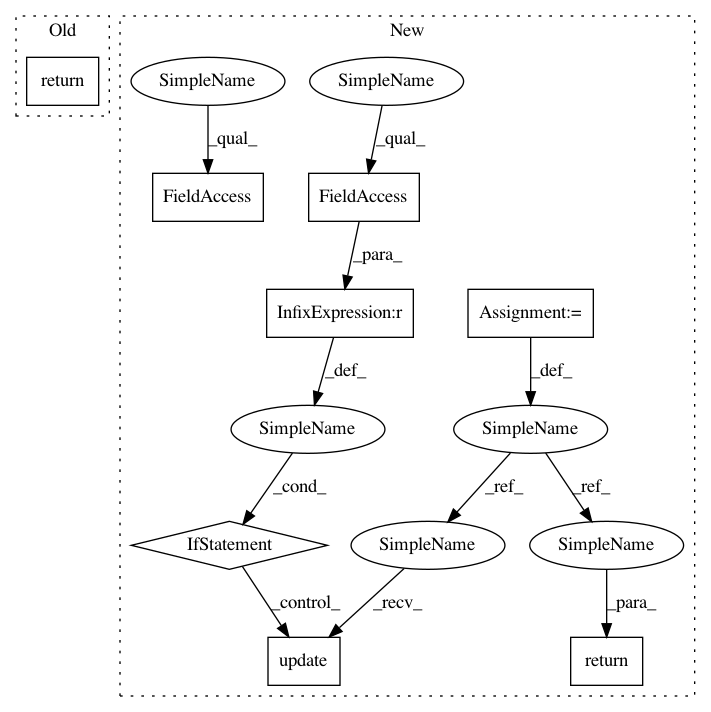 Old
New
return
SimpleName
SimpleName
_qual_
_qual_
FieldAccess
FieldAccess
_para_
InfixExpression:r
Assignment:=
_def_
_def_
SimpleName
SimpleName
_cond_
_ref_
_ref_
IfStatement
SimpleName
SimpleName
_control_
_recv_
_para_
update
return